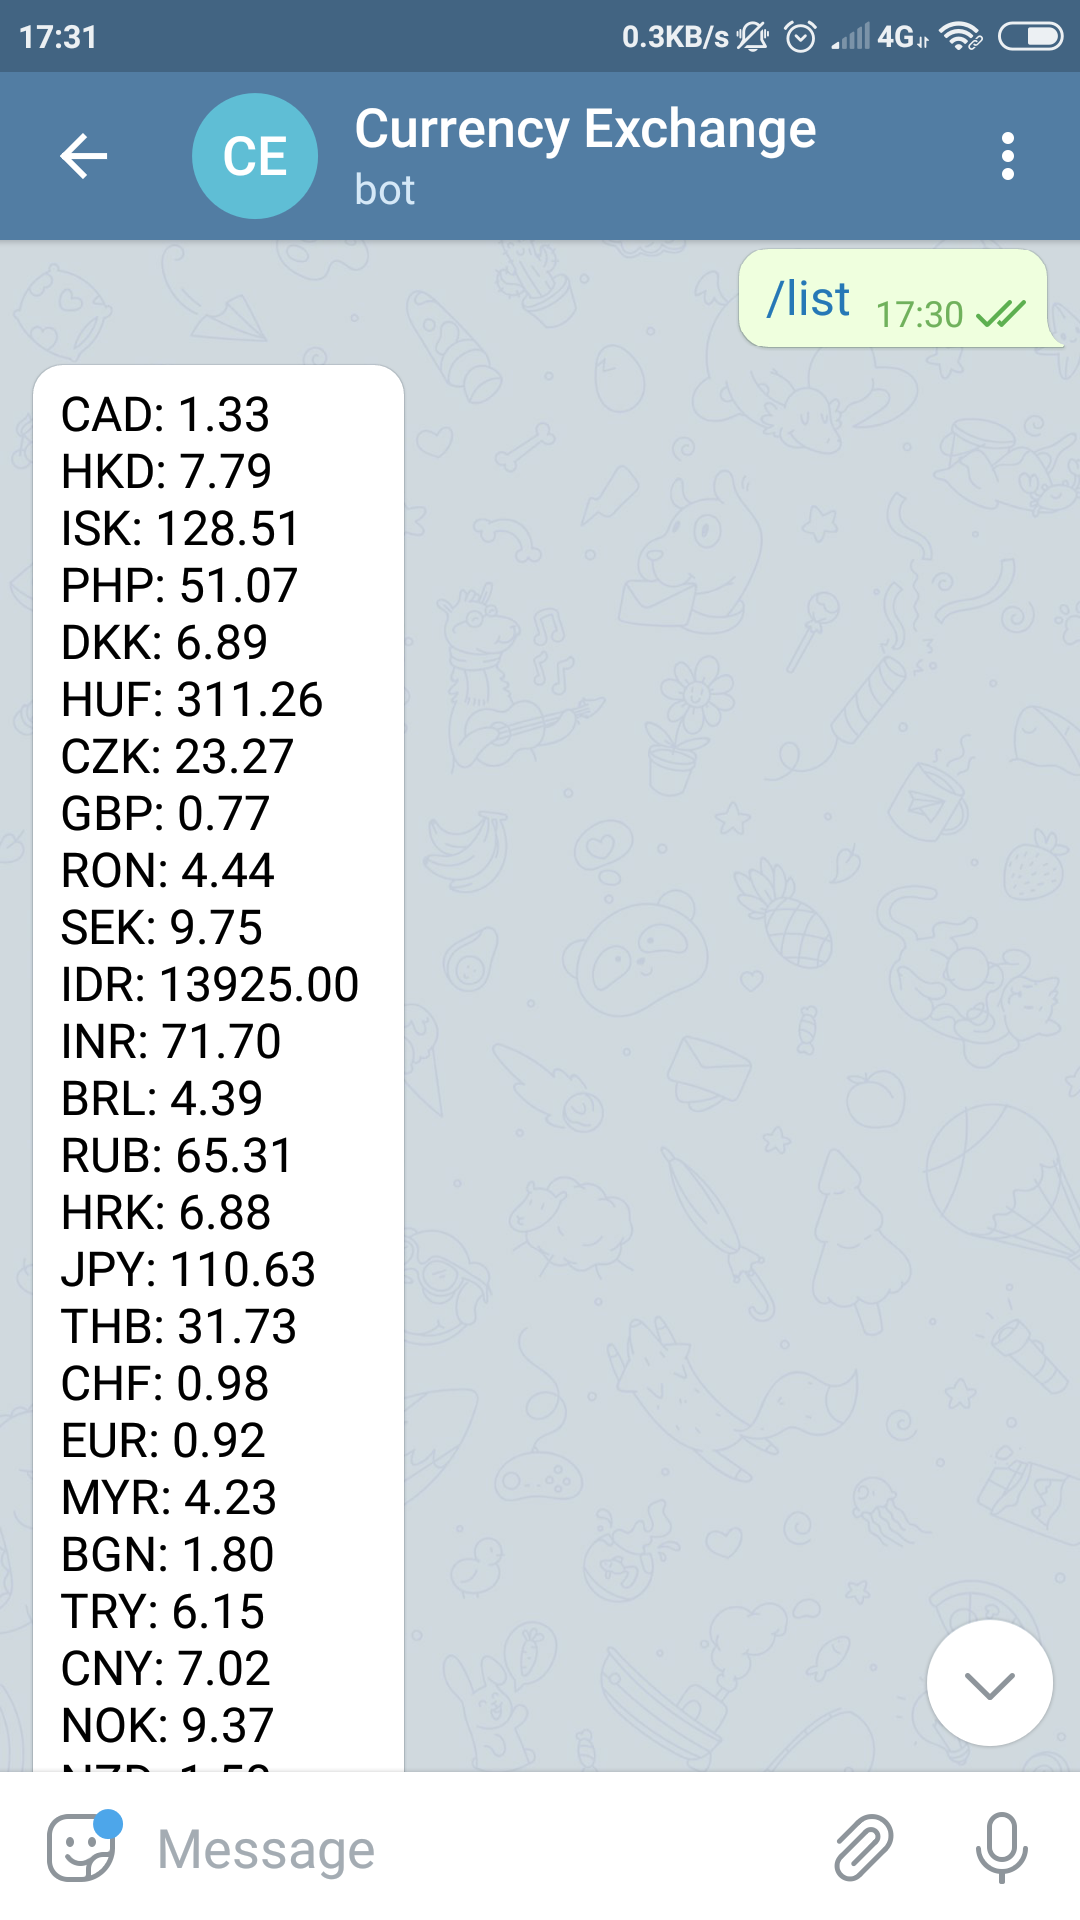 17:31 0.3KB/s 4G
CE Currency Exchange
bot
/list 17:30
CAD: 1.33
HKD: 7.79
ISK: 128.51
PHP: 51.07
DKK: 6.89
HUF: 311.26
CZK: 23.27
GBP: 0.77
RON: 4.44
SEK: 9.75
IDR: 13925.00
INR: 71.70
BRL: 4.39
RUB: 65.31
HRK: 6.88
JPY: 110.63
THB: 31.73
CHF: 0.98
EUR: 0.92
MYR: 4.23
BGN: 1.80
TRY: 6.15
CNY: 7.02
NOK: 9.37
Message